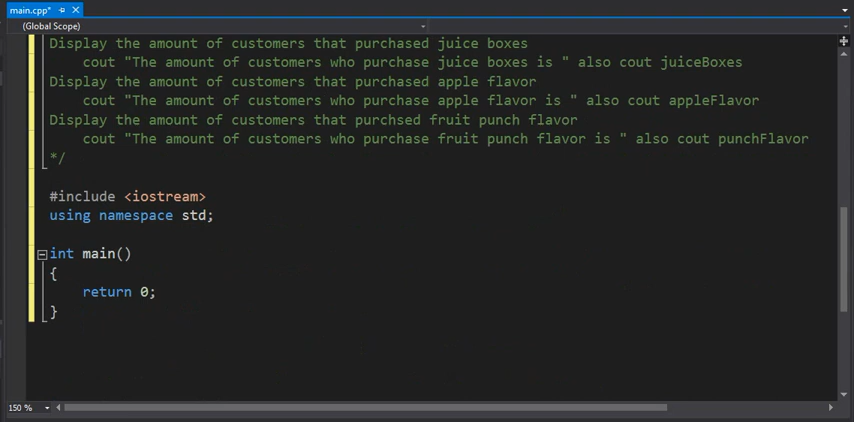 main.cpp*
(Global Scope)
Display the amount of customers that purchased juice boxes
cout "The amount of customers who purchase juice boxes is " also cout juiceBoxes
Display the amount of customers that purchased apple flavor
cout "The amount of customers who purchase apple flavor is " also cout appleFlavor
Display the amount of customers that purchsed fruit punch flavor
cout "The amount of customers who purchase fruit punch flavor is " also cout punchFlavor
*/
#include <iostream>
using namespace std;
int main()
{
return 0;
}
150 %